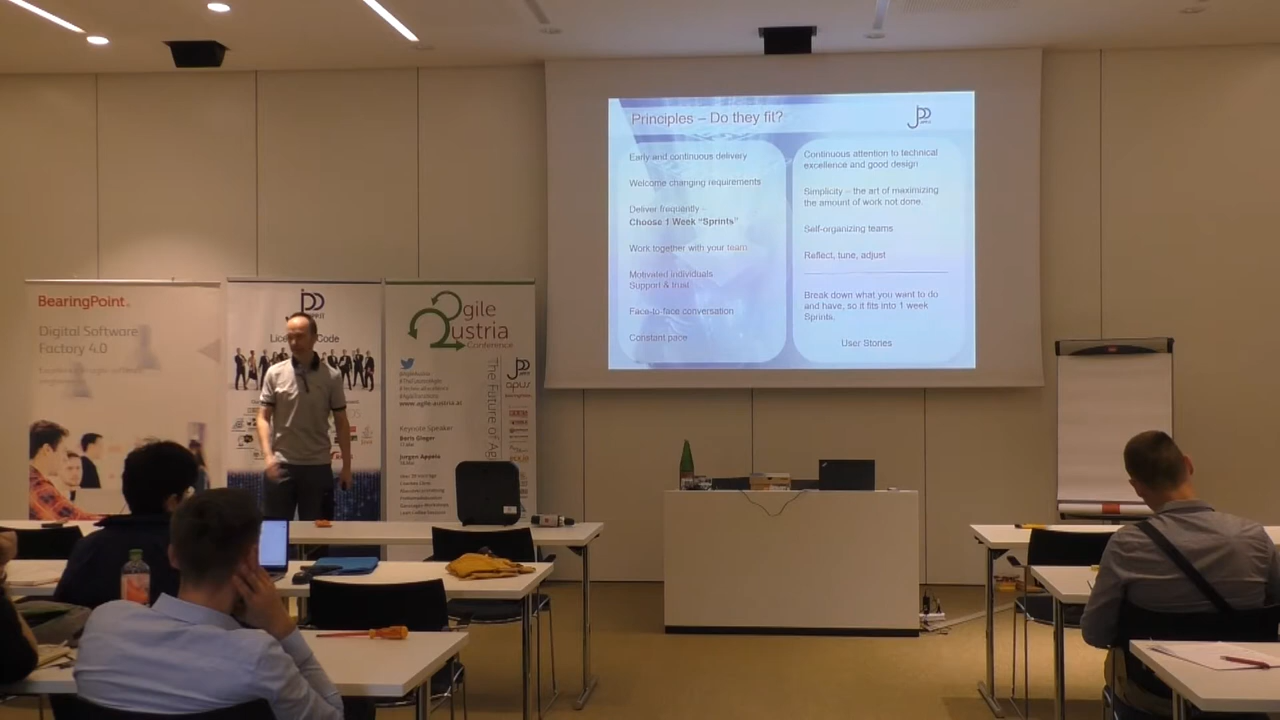 Principles – Do they fit?
Early and continuous delivery
Welcome changing requirements
Deliver frequently –
Choose 1 Week "Sprints"
Work together with your team
Motivated individuals
Support & trust
Face-to-face conversation
Constant pace
Continuous attention to technical
excellence and good design
Simplicity – the art of maximizing
the amount of work not done.
Self-organizing teams
Reflect, tune, adjust
Break down what you want to do
and have, so it fits into 1 week
Sprints.
User Stories
BearingPoint
Digital Software
Factory 4.0
Code
Agile
Austria
Conference
www.agile-austria.at
The Future of Ag
Keynote Speaker
Boris Gloger
Jurgen Appelo